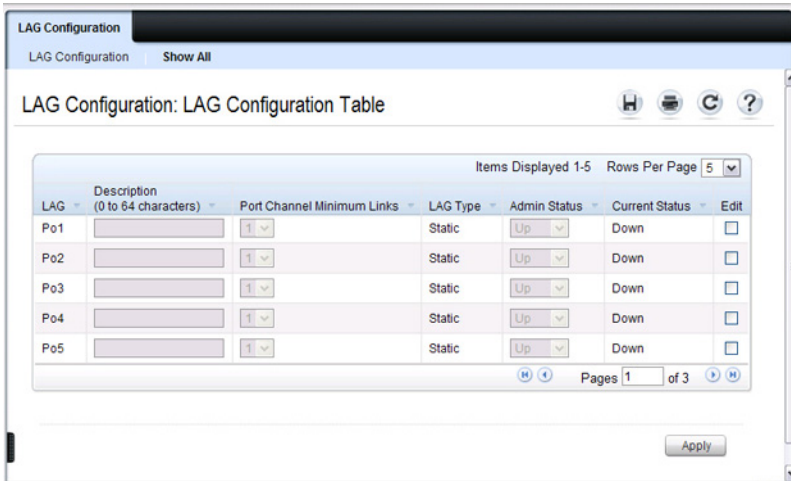 LAG Configuration
LAG Configuration Show All
LAG Configuration: LAG Configuration Table
Items Displayed 1-5 Rows Per Page 5
LAG Description (0 to 64 characters) Port Channel Minimum Links LAG Type Admin Status Current Status Edit
Po1 1 Static Up Down
Po2 1 Static Up Down
Po3 1 Static Up Down
Po4 1 Static Up Down
Po5 1 Static Up Down
Pages 1 of 3
Apply